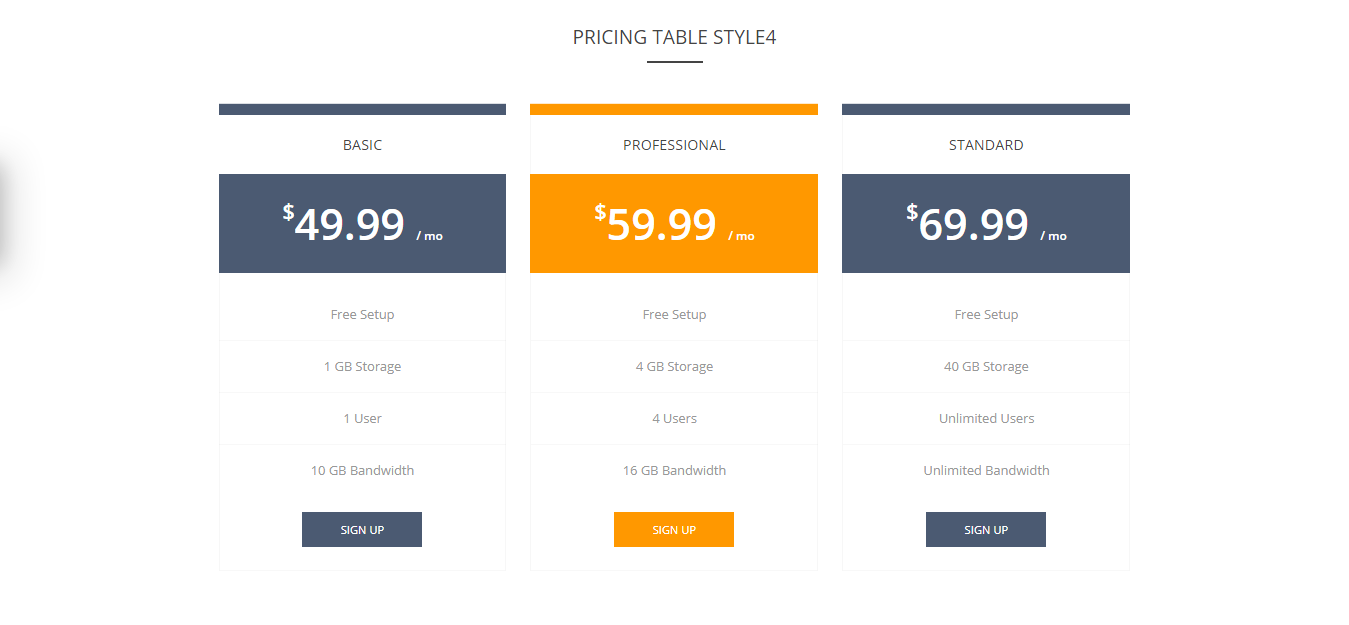 PRICING TABLE STYLE4
BASIC
$49.99 / mo
Free Setup
1 GB Storage
1 User
10 GB Bandwidth
SIGN UP
PROFESSIONAL
$59.99 / mo
Free Setup
4 GB Storage
4 Users
16 GB Bandwidth
SIGN UP
STANDARD
$69.99 / mo
Free Setup
40 GB Storage
Unlimited Users
Unlimited Bandwidth
SIGN UP